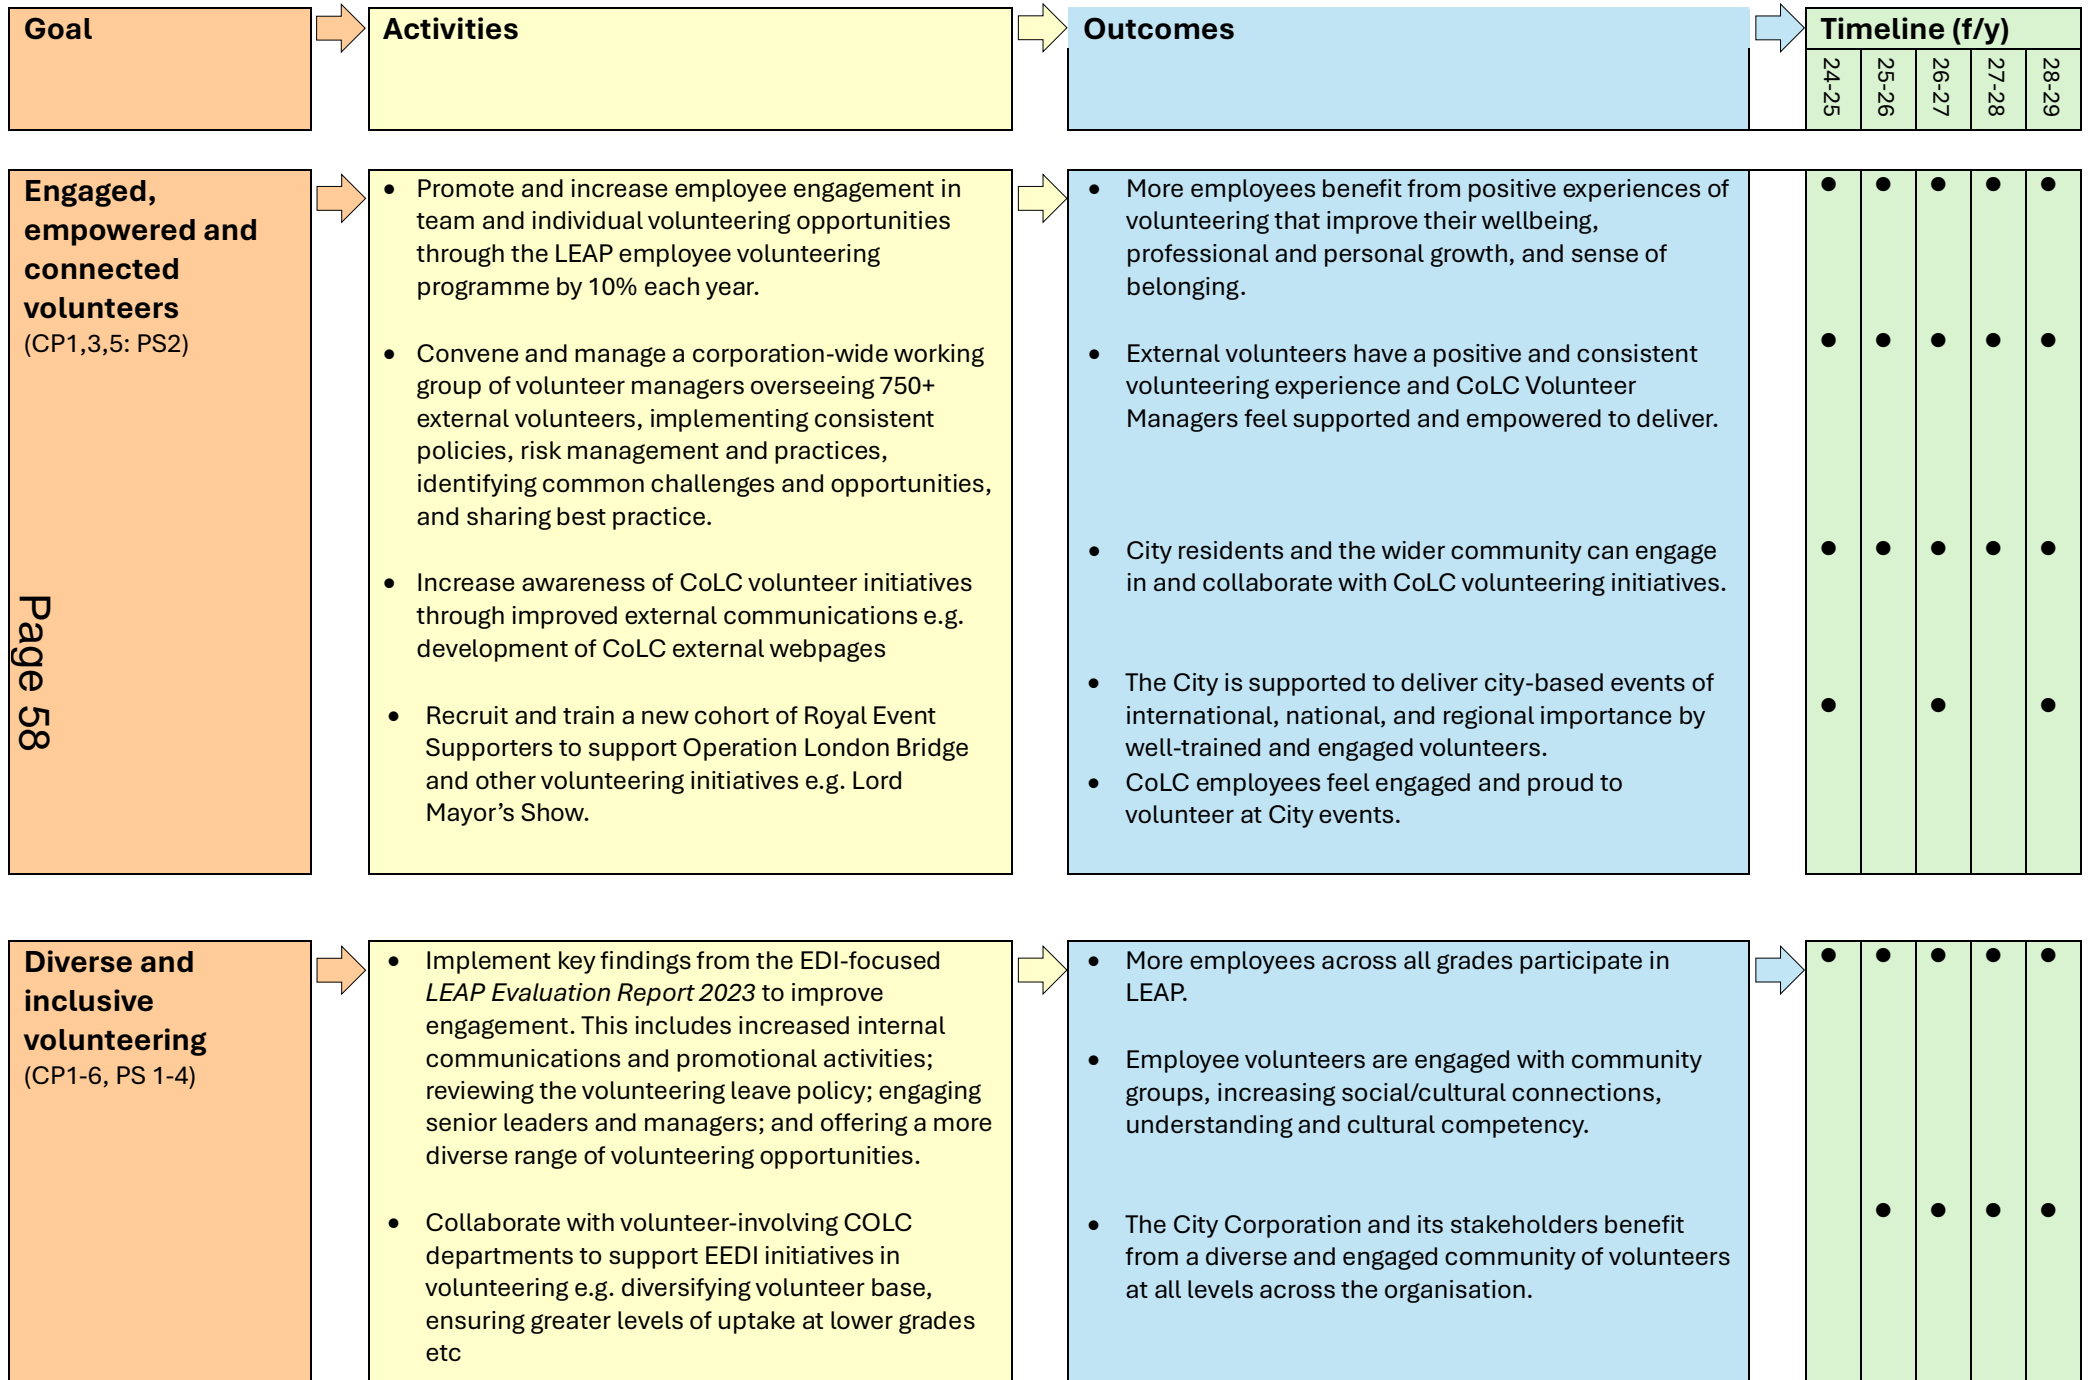 Goal
Activities
Outcomes
Timeline (f/y)
24-25
25-26
26-27
27-28
28-29
Engaged,
empowered and
connected
volunteers
(CP1,3,5: PS2)
• Promote and increase employee engagement in
team and individual volunteering opportunities
through the LEAP employee volunteering
programme by 10% each year.
• Convene and manage a corporation-wide working
group of volunteer managers overseeing 750+
external volunteers, implementing consistent
policies, risk management and practices,
identifying common challenges and opportunities,
and sharing best practice.
• Increase awareness of CoLC volunteer initiatives
through improved external communications e.g.
development of CoLC external webpages
• Recruit and train a new cohort of Royal Event
Supporters to support Operation London Bridge
and other volunteering initiatives e.g. Lord
Mayor’s Show.
• More employees benefit from positive experiences of
volunteering that improve their wellbeing,
professional and personal growth, and sense of
belonging.
• External volunteers have a positive and consistent
volunteering experience and CoLC Volunteer
Managers feel supported and empowered to deliver.
• City residents and the wider community can engage
in and collaborate with CoLC volunteering initiatives.
• The City is supported to deliver city-based events of
international, national, and regional importance by
well-trained and engaged volunteers.
• CoLC employees feel engaged and proud to
volunteer at City events.
• • • • •
• • • • •
• • • • •
• • •
Page 58
Diverse and
inclusive
volunteering
(CP1-6, PS 1-4)
• Implement key findings from the EDI-focused
LEAP Evaluation Report 2023 to improve
engagement. This includes increased internal
communications and promotional activities;
reviewing the volunteering leave policy; engaging
senior leaders and managers; and offering a more
diverse range of volunteering opportunities.
• Collaborate with volunteer-involving COLC
departments to support EEDI initiatives in
volunteering e.g. diversifying volunteer base,
ensuring greater levels of uptake at lower grades
etc
• More employees across all grades participate in
LEAP.
• Employee volunteers are engaged with community
groups, increasing social/cultural connections,
understanding and cultural competency.
• The City Corporation and its stakeholders benefit
from a diverse and engaged community of volunteers
at all levels across the organisation.
• • • • •
• • • •